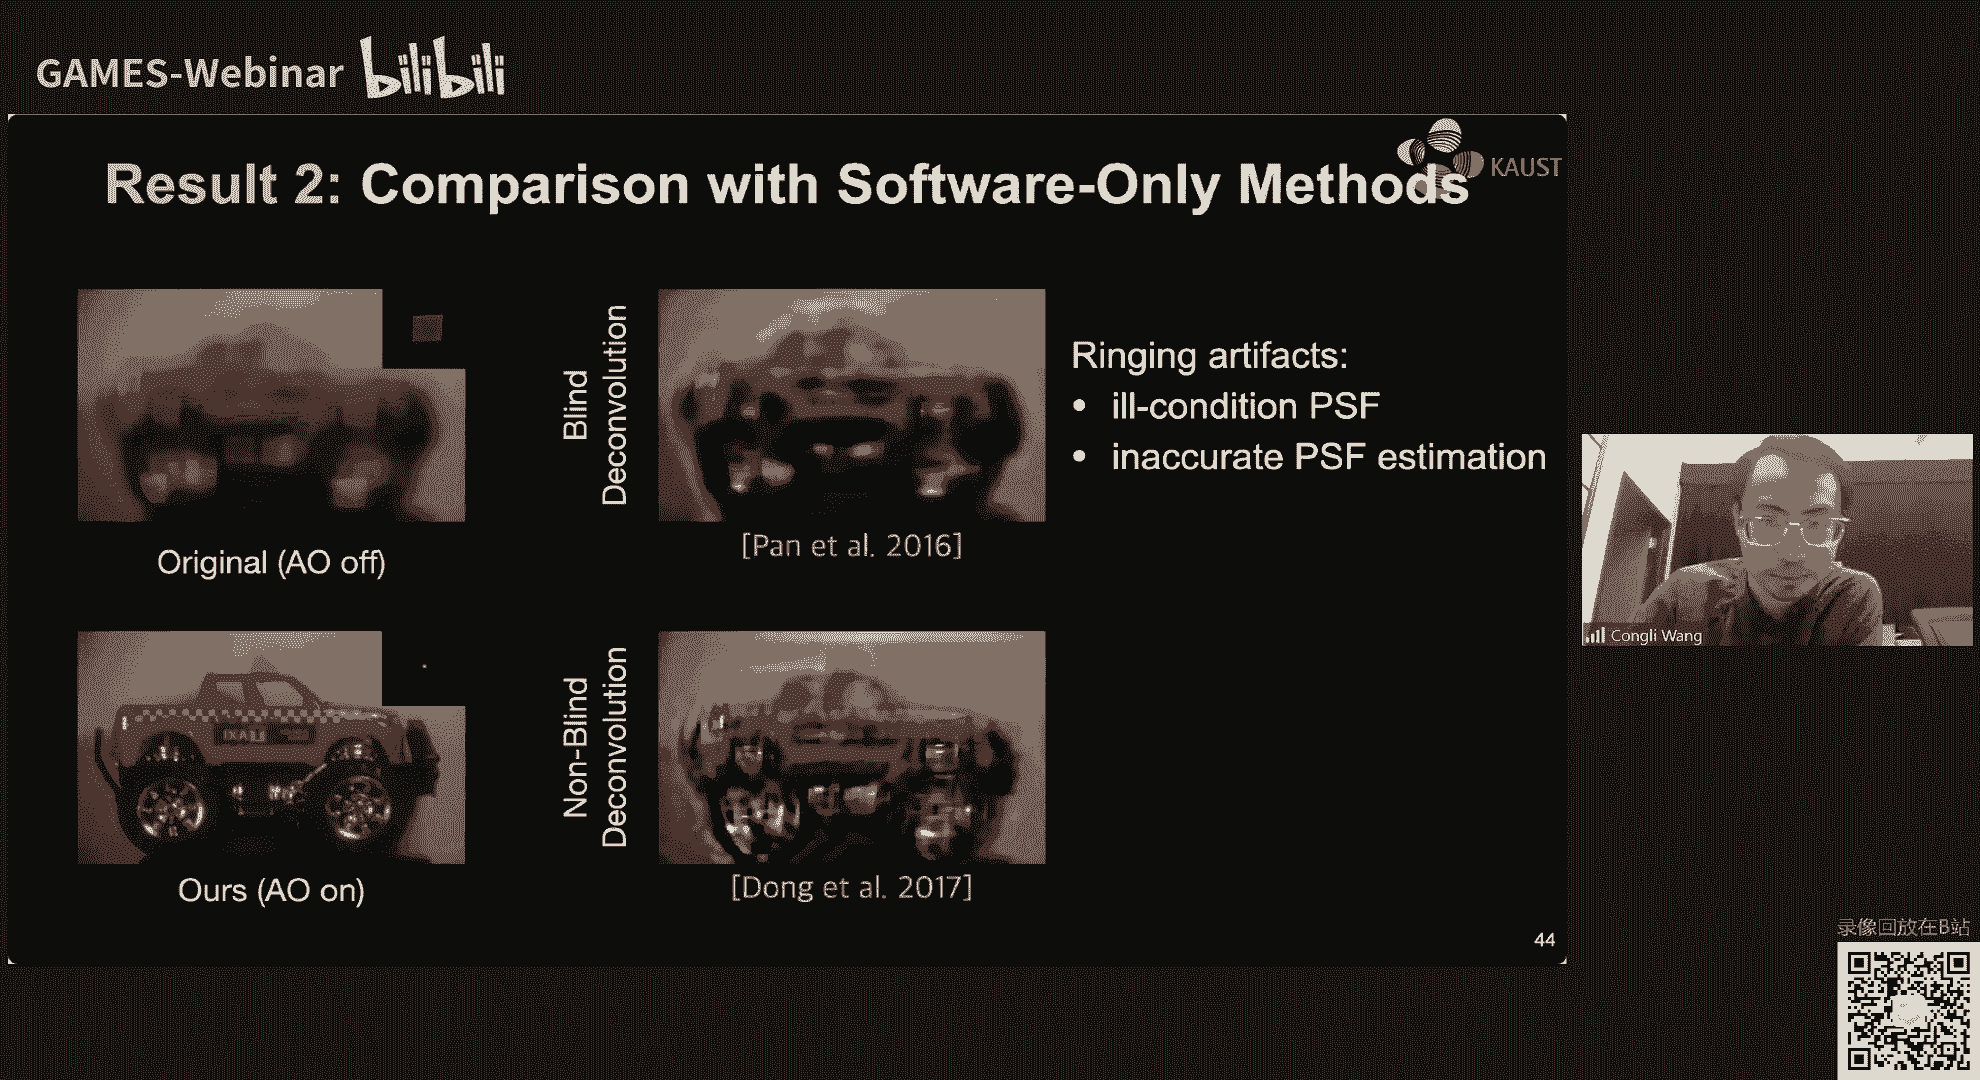 GAMES-Webinar bilibili
KAUST
Result 2: Comparison with Software-Only Methods
Original (AO off)
Blind
Deconvolution
[Pan et al. 2016]
Ringing artifacts:
• ill-condition PSF
• inaccurate PSF estimation
Ours (AO on)
Non-Blind
Deconvolution
[Dong et al. 2017]
44
Congli Wang
录像回放在B站